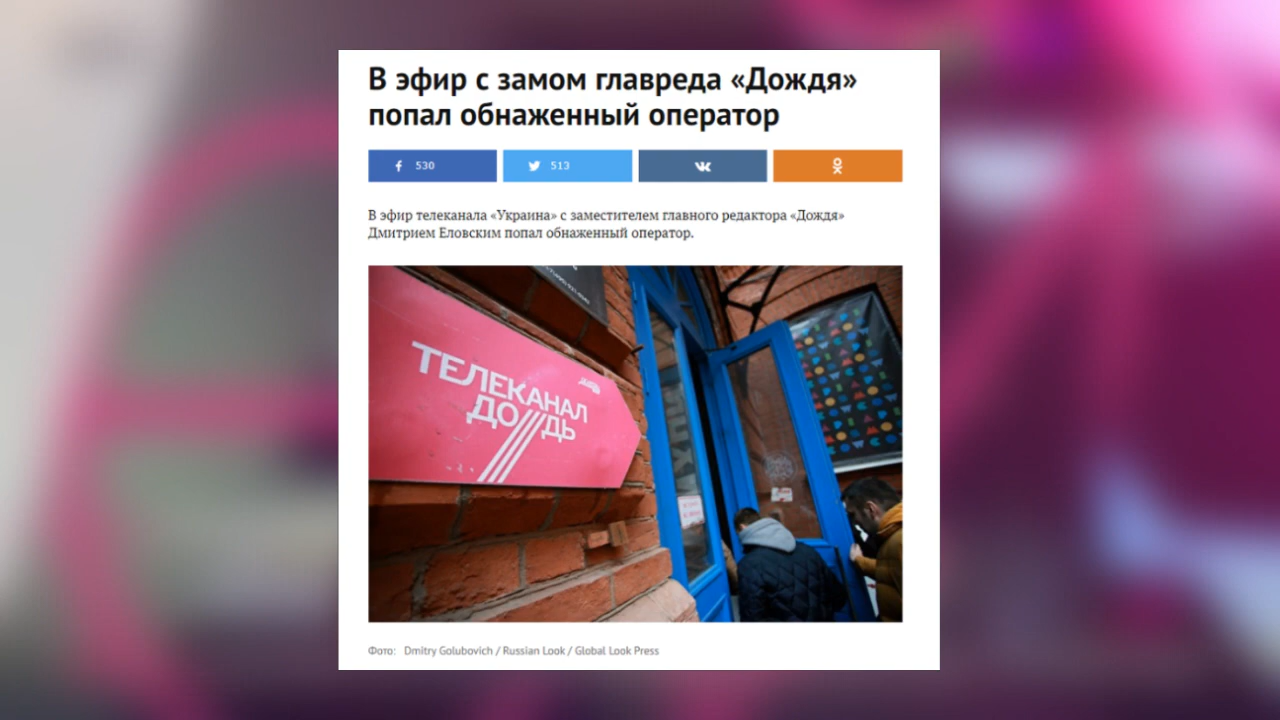 В эфир с замом главреда «Дождя»
попал обнаженный оператор
530
513
В эфир телеканала «Украина» с заместителем главного редактора «Дождя»
Дмитрием Еловским попал обнаженный оператор.
ТЕЛЕКАНАЛ
ДОЖДЬ
Фото: Dmitry Golubovich / Russian Look / Global Look Press